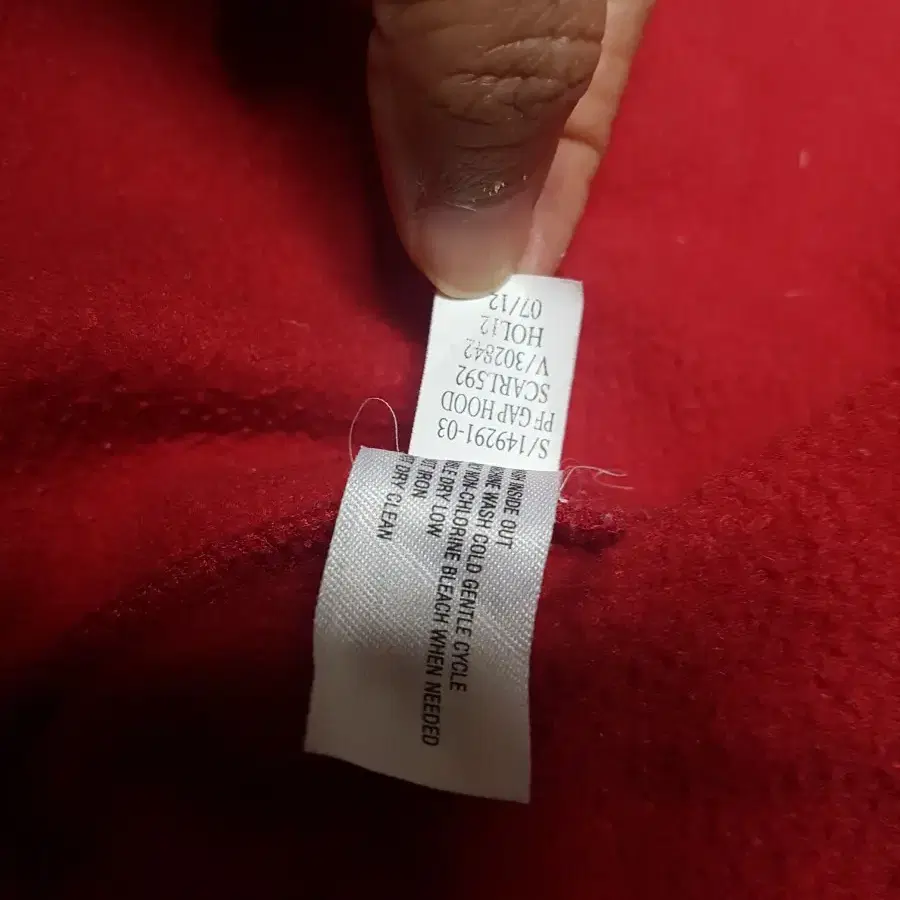 S/149291-03
PF GAP HOOD
SCARL592
V/302842
HOL12
07/12
INSIDE OUT
WASH COLD GENTLE CYCLE
NON-CHLORINE BLEACH WHEN NEEDED
DRY LOW
IRON
DRY CLEAN